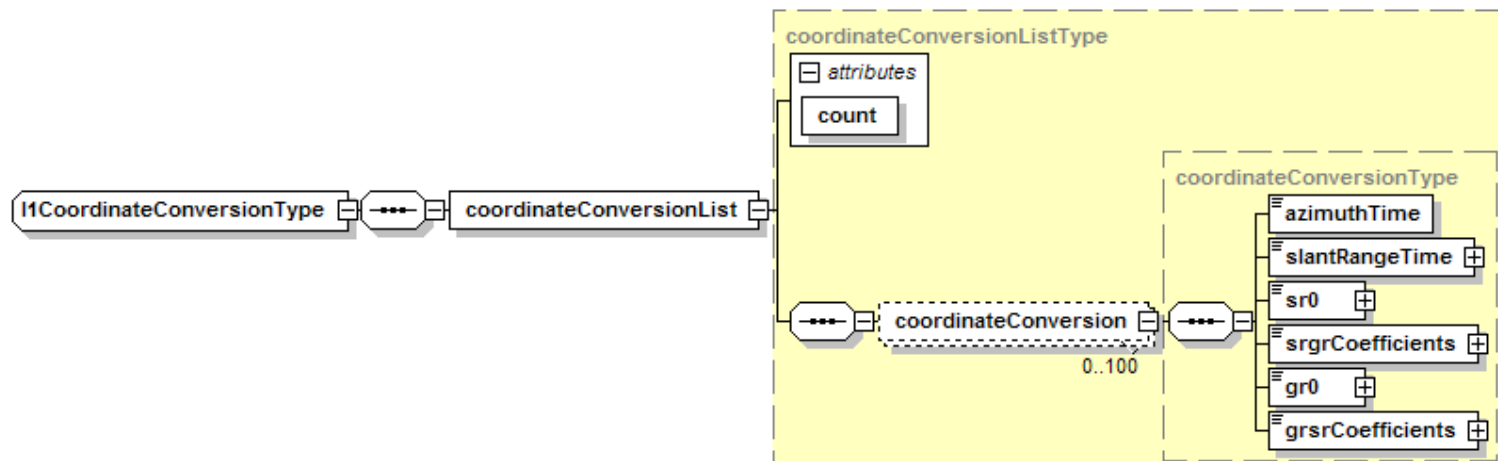 coordinateConversionListType
attributes
count
coordinateConversionType
l1CoordinateConversionType
coordinateConversionList
coordinateConversion
0..100
azimuthTime
slantRangeTime
sr0
srgrCoefficients
gr0
grsrCoefficients